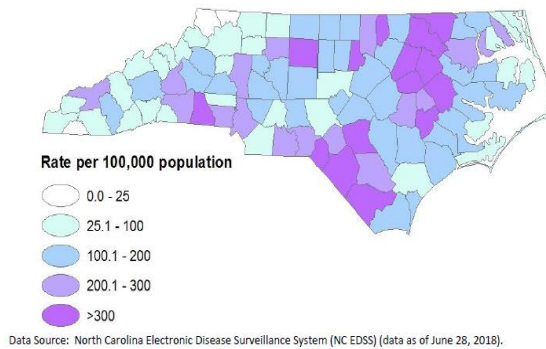 Rate per 100,000 population
0.0 - 25
25.1 - 100
100.1 - 200
200.1 - 300
>300
Data Source: North Carolina Electronic Disease Surveillance System (NC EDSS) (data as of June 28, 2018).